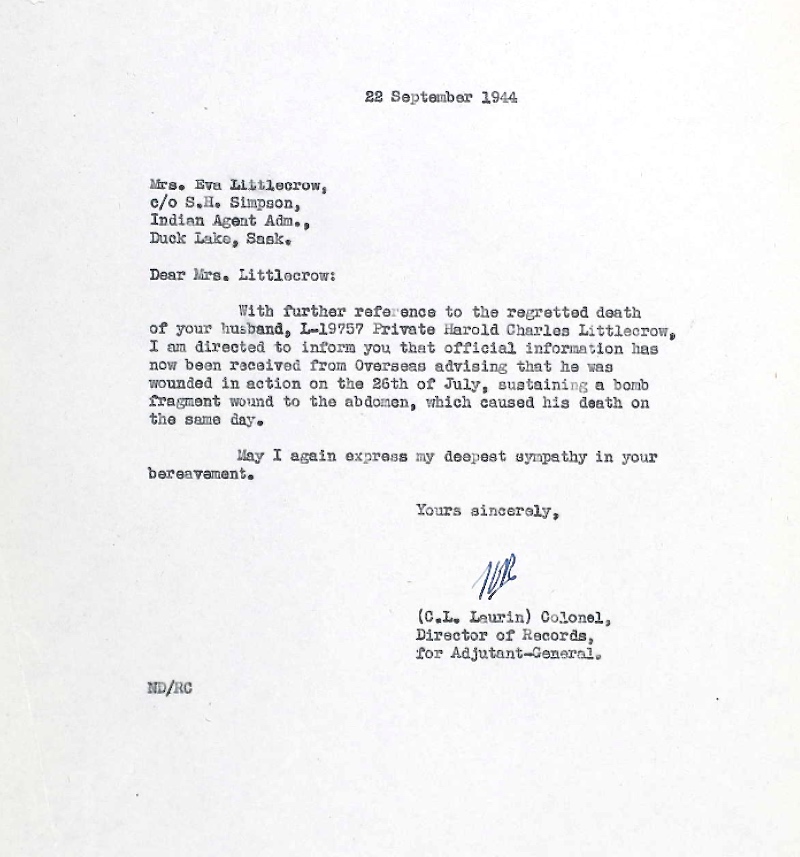 22 September 1944
Mrs. Eva Littlecrow,
c/o S.H. Simpson,
Indian Agent Adm.,
Duck Lake, Sask.
Dear Mrs. Littlecrow:
With further reference to the regretted death
of your husband, L-19757 Private Harold Charles Littlecrow,
I am directed to inform you that official information has
now been received from Overseas advising that he was
wounded in action on the 26th of July, sustaining a bomb
fragment wound to the abdomen, which caused his death on
the same day.
May I again express my deepest sympathy in your
bereavement.
Yours sincerely,
(C.L. Laurin) Colonel,
Director of Records,
for Adjutant-General.
ND/RC